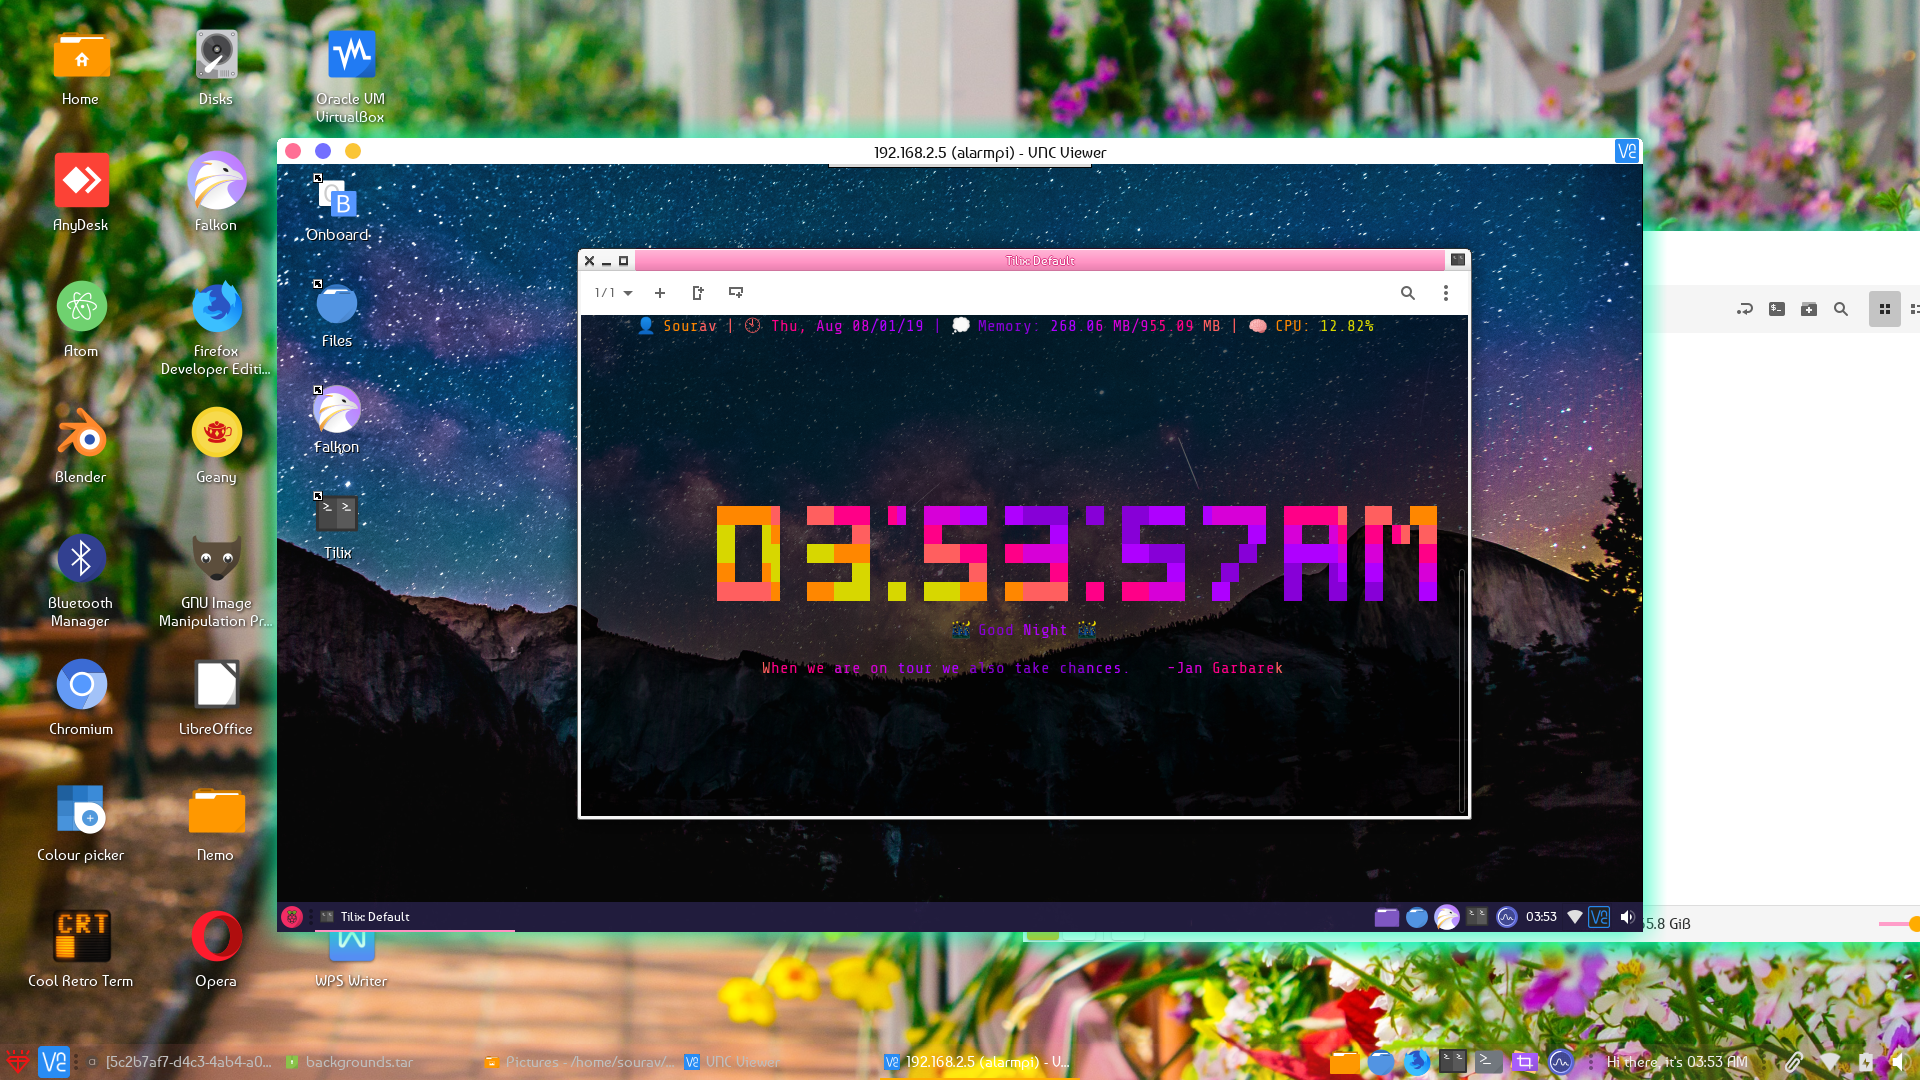 Home
Disks
Oracle VM
VirtualBox
192.168.2.5 (alarmpi) - VNC Viewer
AnyDesk
Falkon
Onboard
Tilix: Default
1 / 1
Sourav | Thu, Aug 08/01/19 | Memory: 268.06 MB/955.09 MB | CPU: 12.82%
Atom
Firefox
Developer Editi...
Files
Falkon
Blender
Geany
Tilix
03:53:57AM
Good Night
When we are on tour we also take chances. -Jan Garbarek
Bluetooth
Manager
GNU Image
Manipulation Pr...
Chromium
LibreOffice
Colour picker
Nemo
Tilix: Default
03:53
5.8 GiB
CRT
Cool Retro Term
Opera
WPS Writer
[5c2b7af7-d4c3-4ab4-a0...
backgrounds.tar
Pictures - /home/sourav/...
VNC Viewer
192.168.2.5 (alarmpi) - V...
Hi there, it's 03:53 AM